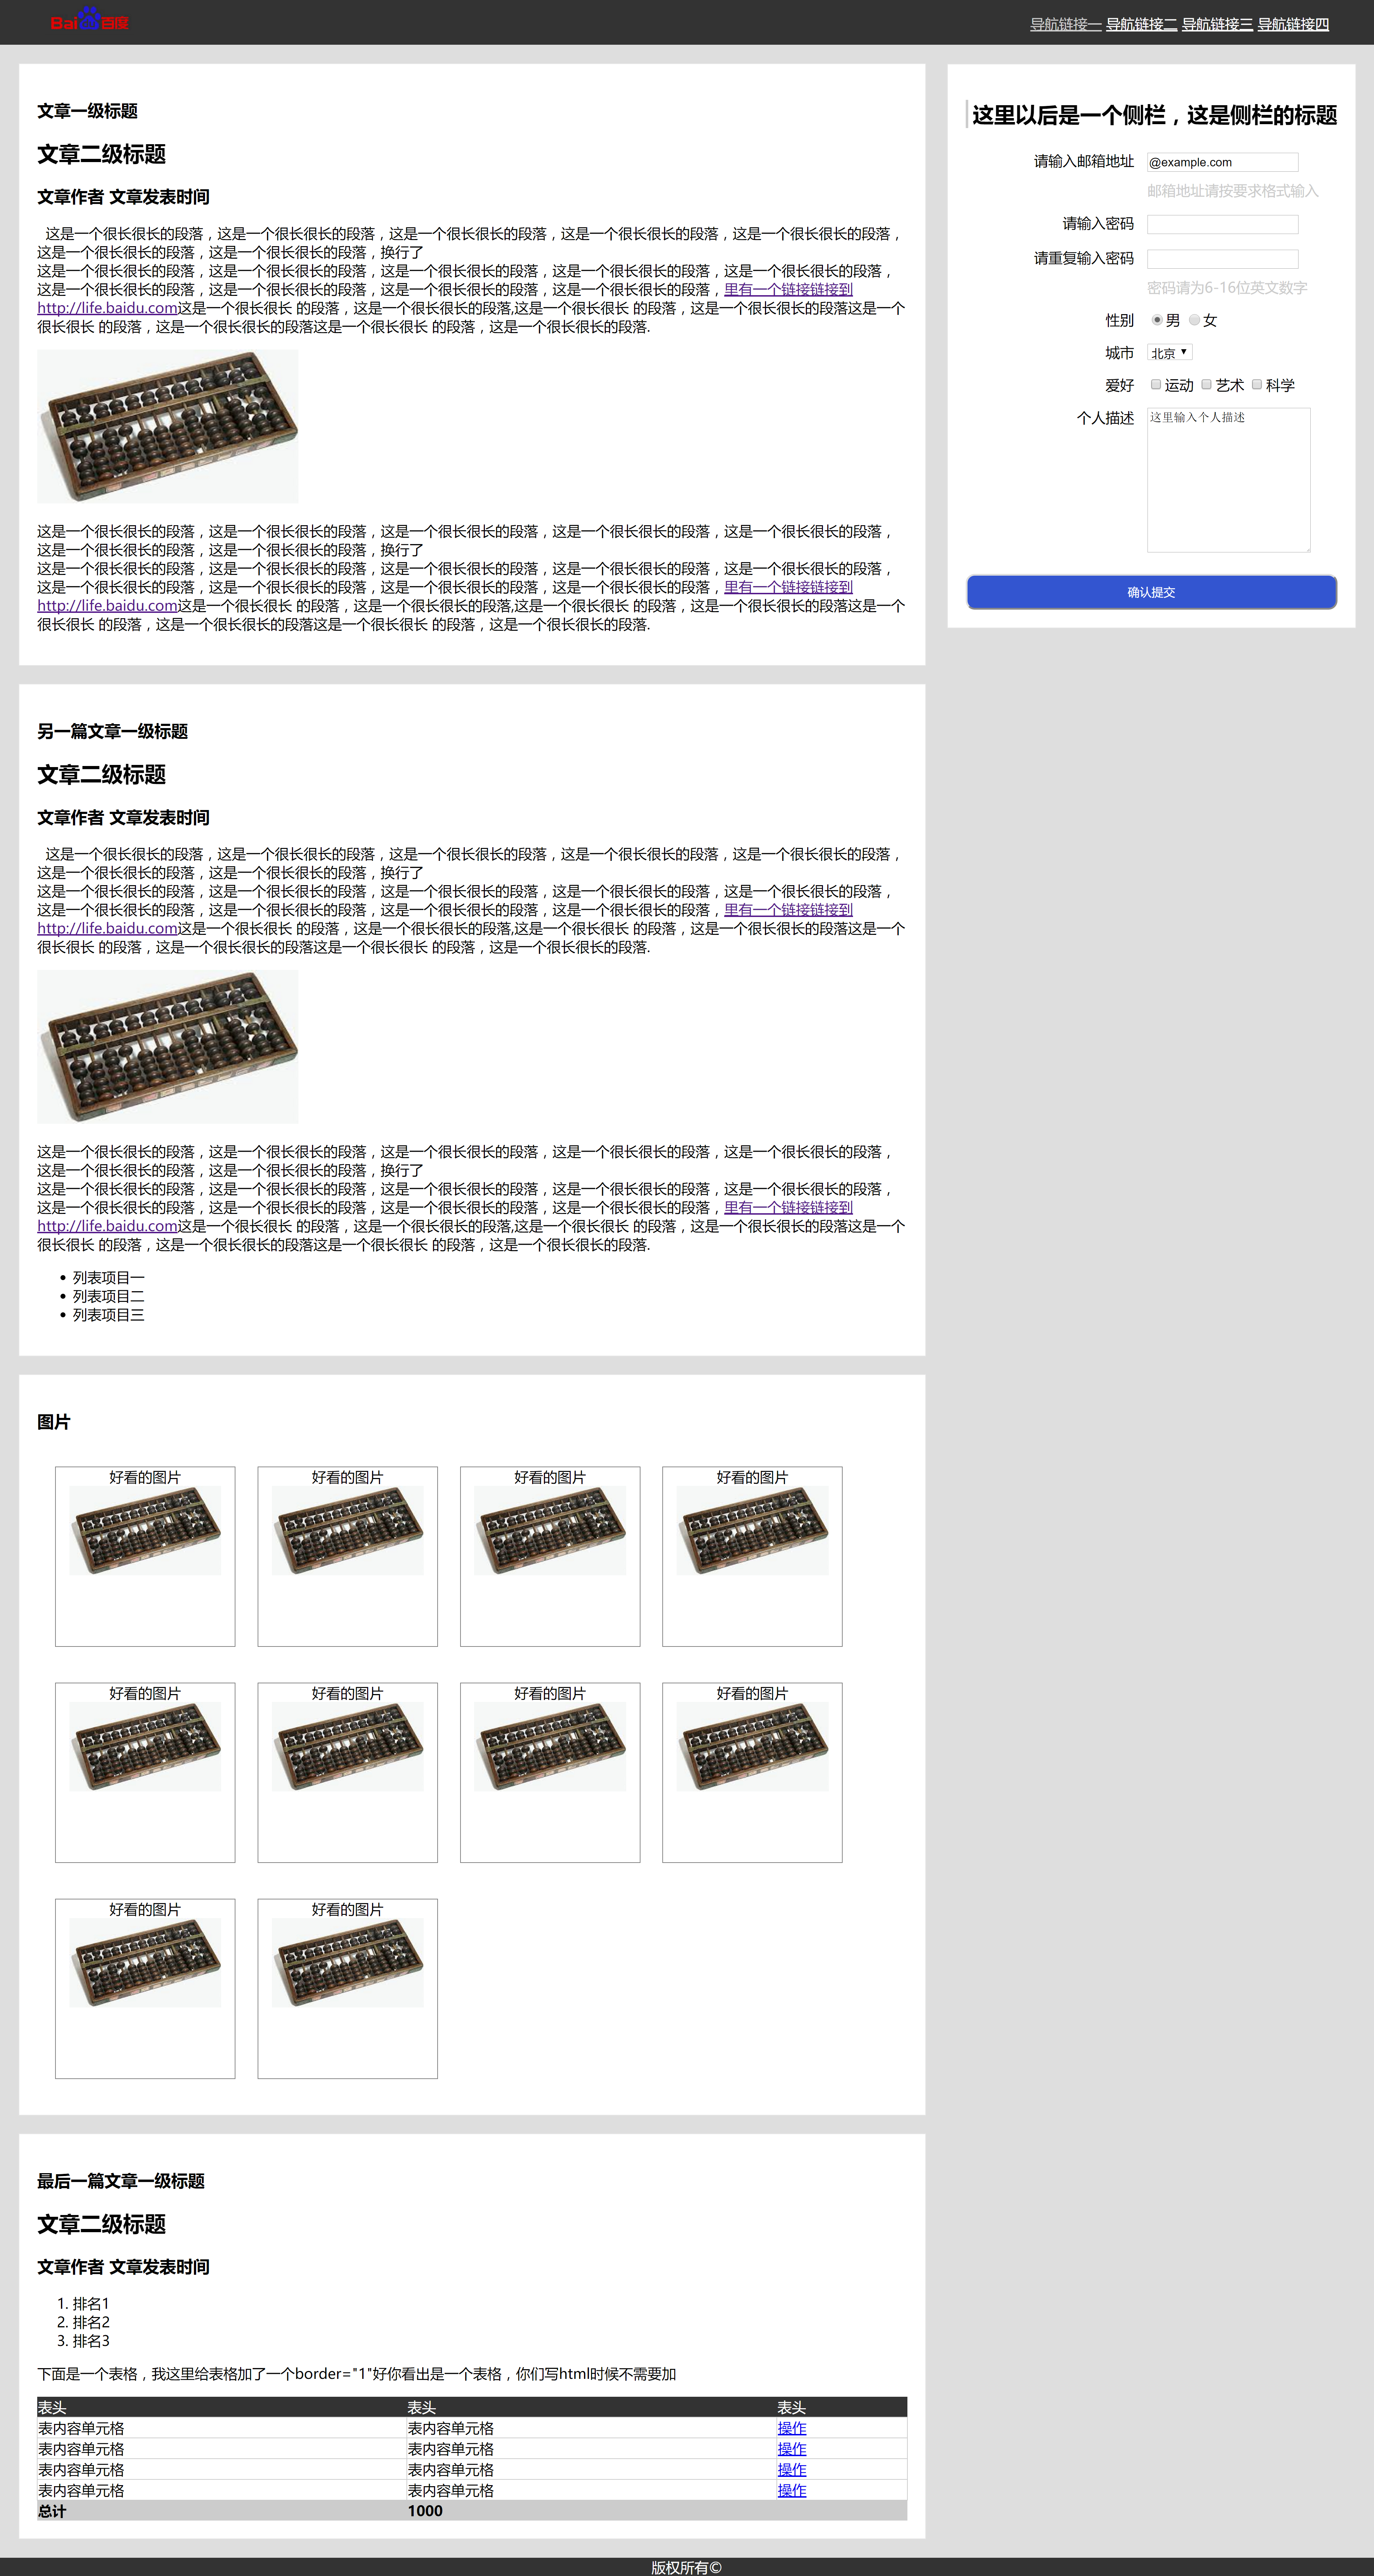 Bai百度
导航链接一 导航链接二 导航链接三 导航链接四
文章一级标题
文章二级标题
文章作者 文章发表时间
这是一个很长很长的段落，这是一个很长很长的段落，这是一个很长很长的段落，这是一个很长很长的段落，这是一个很长很长的段落，
这是一个很长很长的段落，这是一个很长很长的段落，换行了
这是一个很长很长的段落，这是一个很长很长的段落，这是一个很长很长的段落，这是一个很长很长的段落，这是一个很长很长的段落，
这是一个很长很长的段落，这是一个很长很长的段落，这是一个很长很长的段落，这是一个很长很长的段落，里有一个链接链接到
http://life.baidu.com这是一个很长很长 的段落，这是一个很长很长的段落,这是一个很长很长 的段落，这是一个很长很长的段落这是一个
很长很长 的段落，这是一个很长很长的段落这是一个很长很长 的段落，这是一个很长很长的段落.
这是一个很长很长的段落，这是一个很长很长的段落，这是一个很长很长的段落，这是一个很长很长的段落，这是一个很长很长的段落，
这是一个很长很长的段落，这是一个很长很长的段落，换行了
这是一个很长很长的段落，这是一个很长很长的段落，这是一个很长很长的段落，这是一个很长很长的段落，这是一个很长很长的段落，
这是一个很长很长的段落，这是一个很长很长的段落，这是一个很长很长的段落，这是一个很长很长的段落，里有一个链接链接到
http://life.baidu.com这是一个很长很长 的段落，这是一个很长很长的段落,这是一个很长很长 的段落，这是一个很长很长的段落这是一个
很长很长 的段落，这是一个很长很长的段落这是一个很长很长 的段落，这是一个很长很长的段落.
另一篇文章一级标题
文章二级标题
文章作者 文章发表时间
这是一个很长很长的段落，这是一个很长很长的段落，这是一个很长很长的段落，这是一个很长很长的段落，这是一个很长很长的段落，
这是一个很长很长的段落，这是一个很长很长的段落，换行了
这是一个很长很长的段落，这是一个很长很长的段落，这是一个很长很长的段落，这是一个很长很长的段落，这是一个很长很长的段落，
这是一个很长很长的段落，这是一个很长很长的段落，这是一个很长很长的段落，这是一个很长很长的段落，里有一个链接链接到
http://life.baidu.com这是一个很长很长 的段落，这是一个很长很长的段落,这是一个很长很长 的段落，这是一个很长很长的段落这是一个
很长很长 的段落，这是一个很长很长的段落这是一个很长很长 的段落，这是一个很长很长的段落.
这是一个很长很长的段落，这是一个很长很长的段落，这是一个很长很长的段落，这是一个很长很长的段落，这是一个很长很长的段落，
这是一个很长很长的段落，这是一个很长很长的段落，换行了
这是一个很长很长的段落，这是一个很长很长的段落，这是一个很长很长的段落，这是一个很长很长的段落，这是一个很长很长的段落，
这是一个很长很长的段落，这是一个很长很长的段落，这是一个很长很长的段落，这是一个很长很长的段落，里有一个链接链接到
http://life.baidu.com这是一个很长很长 的段落，这是一个很长很长的段落,这是一个很长很长 的段落，这是一个很长很长的段落这是一个
很长很长 的段落，这是一个很长很长的段落这是一个很长很长 的段落，这是一个很长很长的段落.
• 列表项目一
• 列表项目二
• 列表项目三
图片
好看的图片 好看的图片 好看的图片 好看的图片
好看的图片 好看的图片 好看的图片 好看的图片
好看的图片 好看的图片
最后一篇文章一级标题
文章二级标题
文章作者 文章发表时间
1. 排名1
2. 排名2
3. 排名3
下面是一个表格，我这里给表格加了一个border="1"好你看出是一个表格，你们写html时候不需要加
表头 表头 表头
表内容单元格 表内容单元格 操作
表内容单元格 表内容单元格 操作
表内容单元格 表内容单元格 操作
表内容单元格 表内容单元格 操作
总计 1000
这里以后是一个侧栏，这是侧栏的标题
请输入邮箱地址 @example.com
邮箱地址请按要求格式输入
请输入密码
请重复输入密码
密码请为6-16位英文数字
性别 男 女
城市 北京
爱好 运动 艺术 科学
个人描述 这里输入个人描述
确认提交
版权所有©